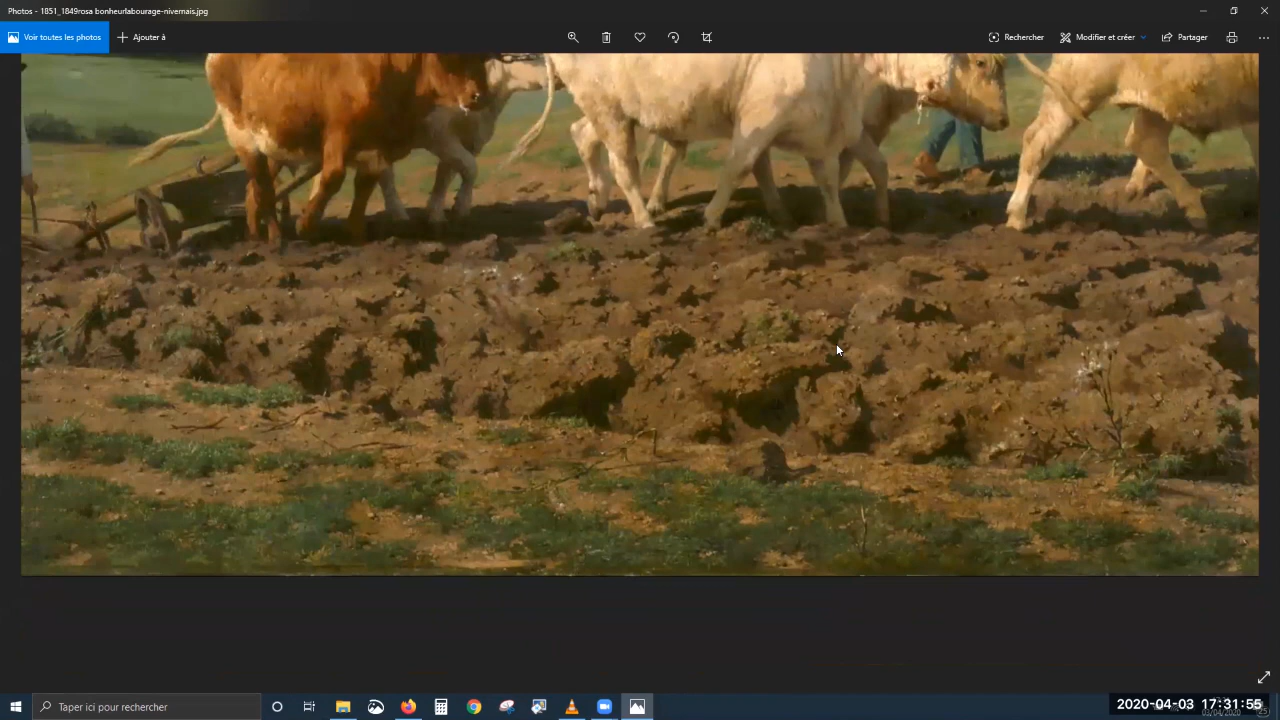 Photos - 1851_1849rosa bonheurlabourage-nivernais.jpg
Voir toutes les photos
Ajouter à
Rechercher
Modifier et créer
Partager
Taper ici pour rechercher
2020-04-03 17:31:55